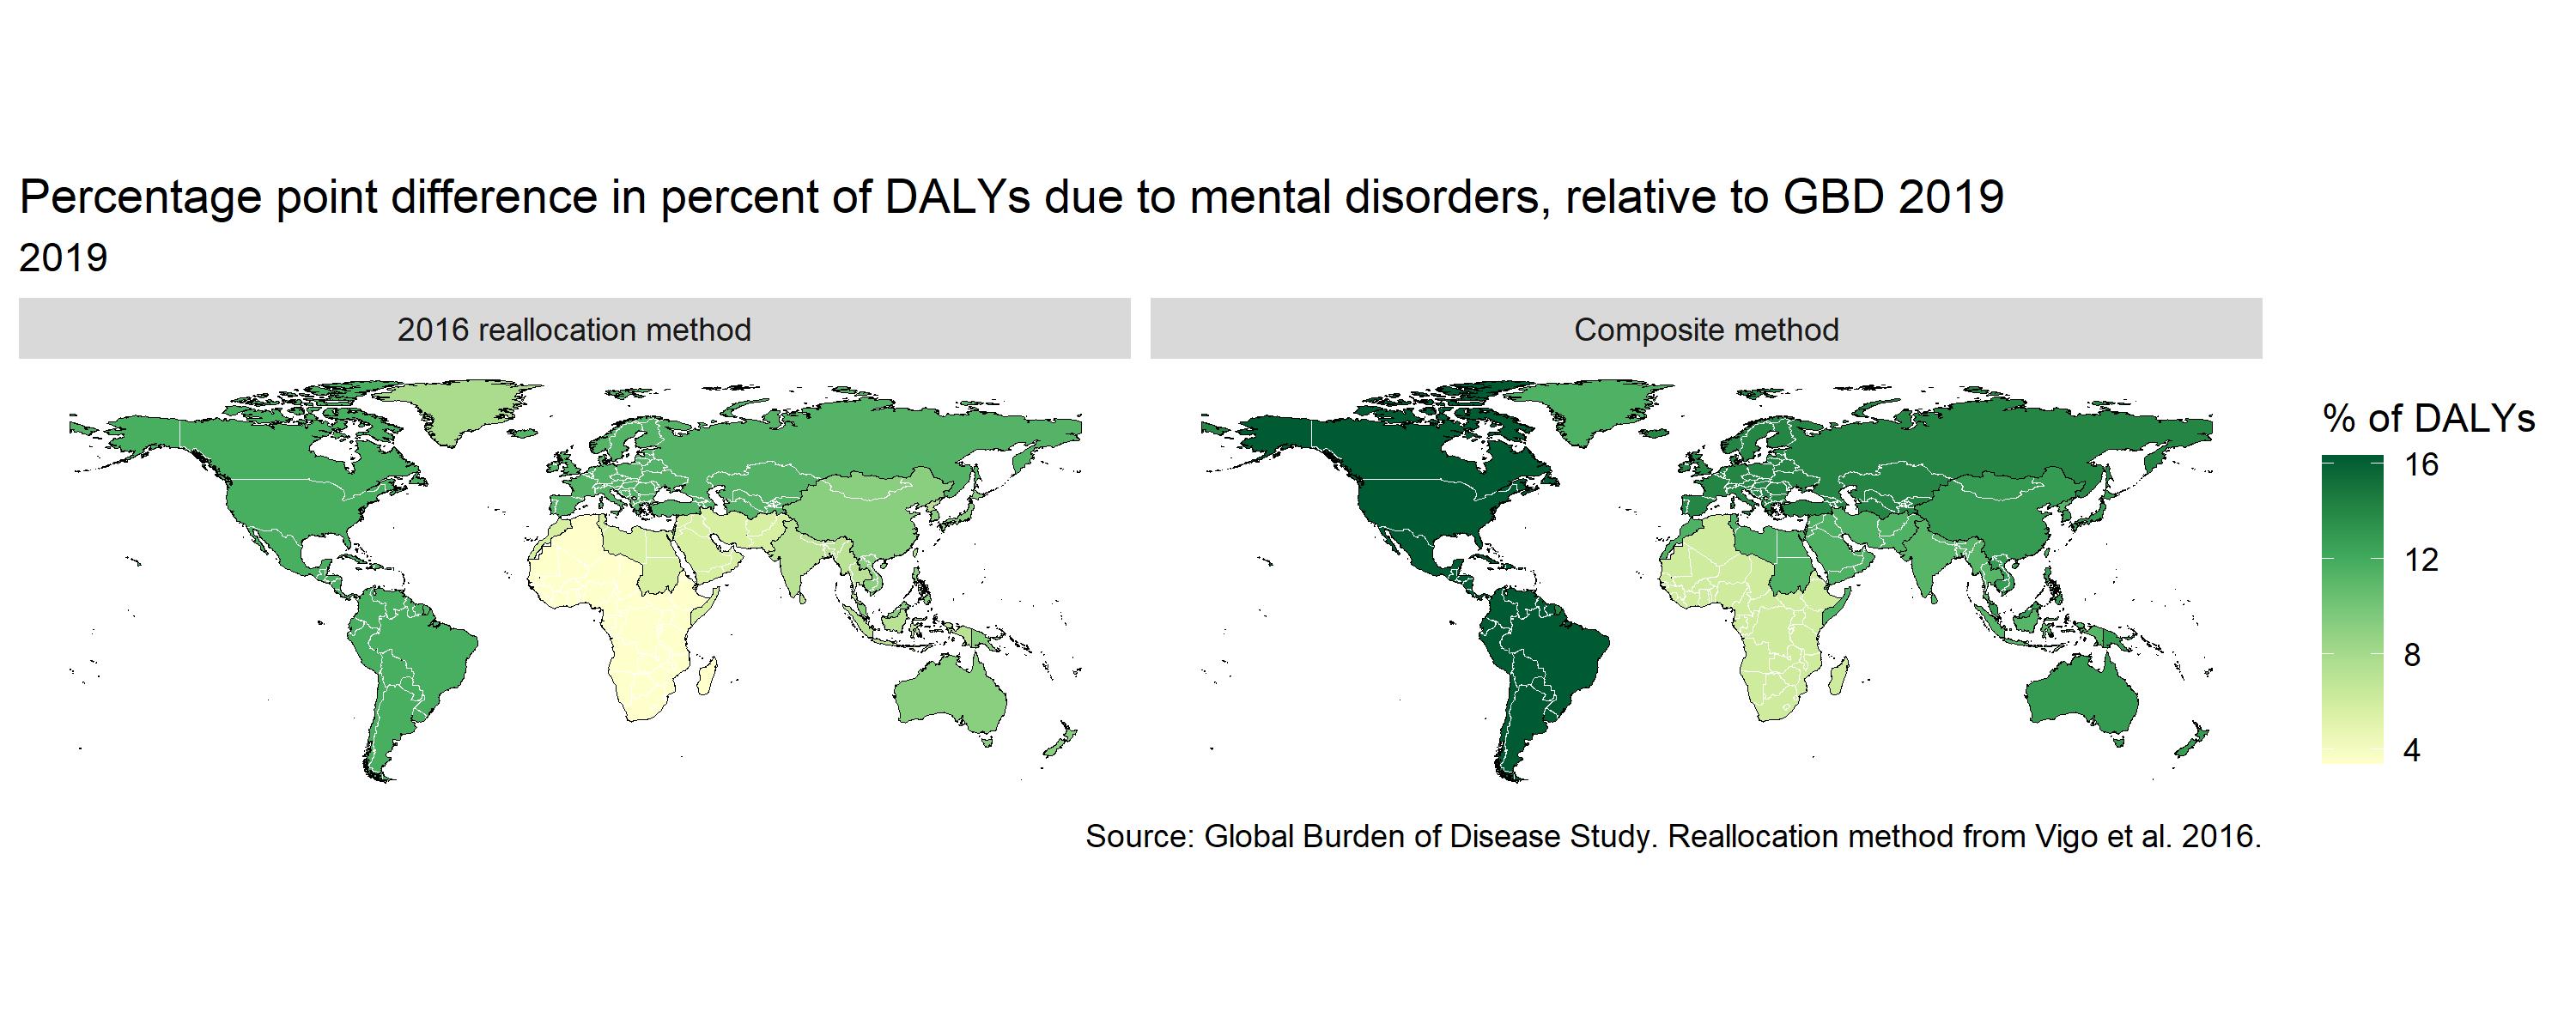 Percentage point difference in percent of DALYs due to mental disorders, relative to GBD 2019
2019
2016 reallocation method
Composite method
% of DALYs
16
12
8
4
Source: Global Burden of Disease Study. Reallocation method from Vigo et al. 2016.